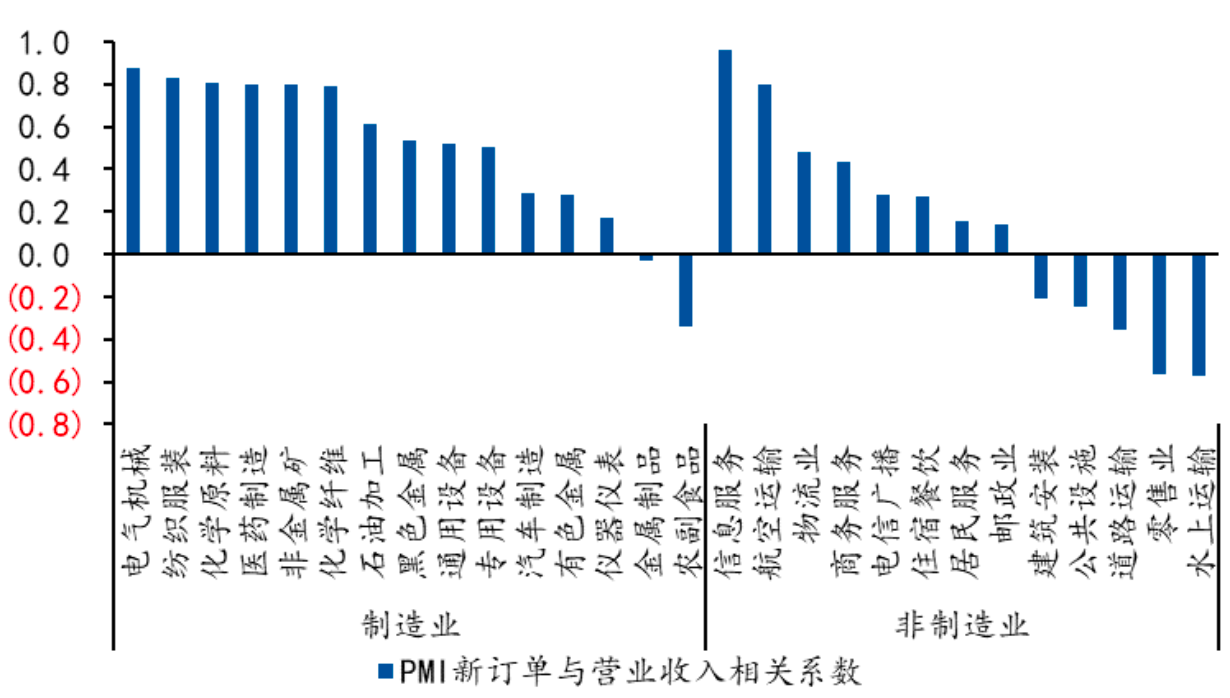 1.0
0.8
0.6
0.4
0.2
0.0
(0.2)
(0.4)
(0.6)
(0.8)
电气机械
纺织服装
化学原料
医药制造
非金属矿
化学纤维
石油加工
黑色金属
通用设备
专用设备
汽车制造
有色金属
仪器仪表
金属制品
农副食品
信息服务
航空运输
物流业
商务服务
电信广播
住宿餐饮
居民服务
邮政业
建筑安装
公共设施
道路运输
零售业
水上运输
制造业
非制造业
PMI新订单与营业收入相关系数